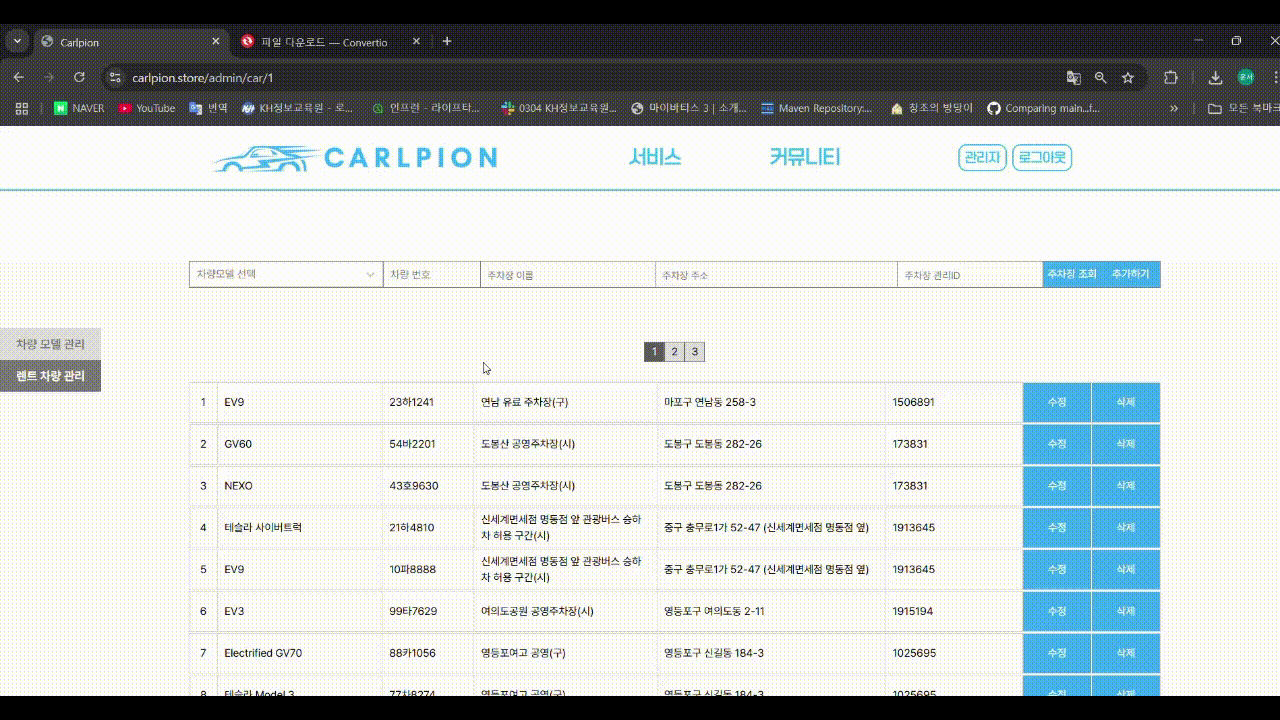 Carlpion
파일 다운로드 — Convertio
carlpion.store/admin/car/1
NAVER YouTube 번역 KH정보교육원 - 로... 인프런 - 라이프타... 0304 KH정보교육원... 마이바티스 3 | 소개... Maven Repository:... 창조의 방명이 Comparing main...f... » 모든 북마크
CARLPION 서비스 커뮤니티 관리자 로그아웃
차량모델 선택 차량 번호 주차장 이름 주차장 주소 주차장 관리ID 주차장 조회 추가하기
차량 모델 관리
렌트 차량 관리
1 2 3
1 EV9 23하1241 연남 유료 주차장(구) 마포구 연남동 258-3 1506891 수정 삭제
2 GV60 54바2201 도봉산 공영주차장(시) 도봉구 도봉동 282-26 173831 수정 삭제
3 NEXO 43호9630 도봉산 공영주차장(시) 도봉구 도봉동 282-26 173831 수정 삭제
4 테슬라 사이버트럭 21하4810 신세계면세점 명동점 앞 관광버스 승하차 허용 구간(시) 중구 충무로1가 52-47 (신세계면세점 명동점 앞) 1913645 수정 삭제
5 EV9 10파8888 신세계면세점 명동점 앞 관광버스 승하차 허용 구간(시) 중구 충무로1가 52-47 (신세계면세점 명동점 앞) 1913645 수정 삭제
6 EV3 99타7629 여의도공원 공영주차장(시) 영등포구 여의도동 2-11 1915194 수정 삭제
7 Electrified GV70 88카1056 영등포여고 공영(구) 영등포구 신길동 184-3 1025695 수정 삭제
8 테슬라 Model 3 77차8274 영등포여고 공영(구) 영등포구 신길동 184-3 1025695 수정 삭제